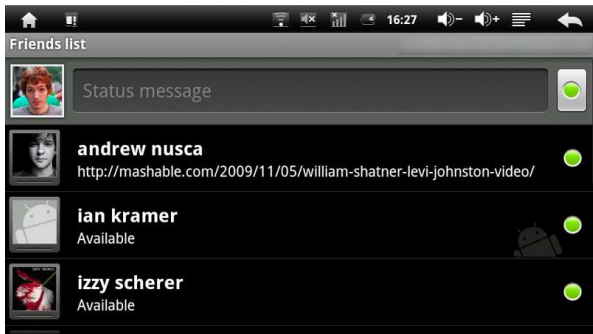 16:27
Friends list
Status message
andrew nusca
http://mashable.com/2009/11/05/william-shatner-levi-johnston-video/
ian kramer
Available
izzy scherer
Available